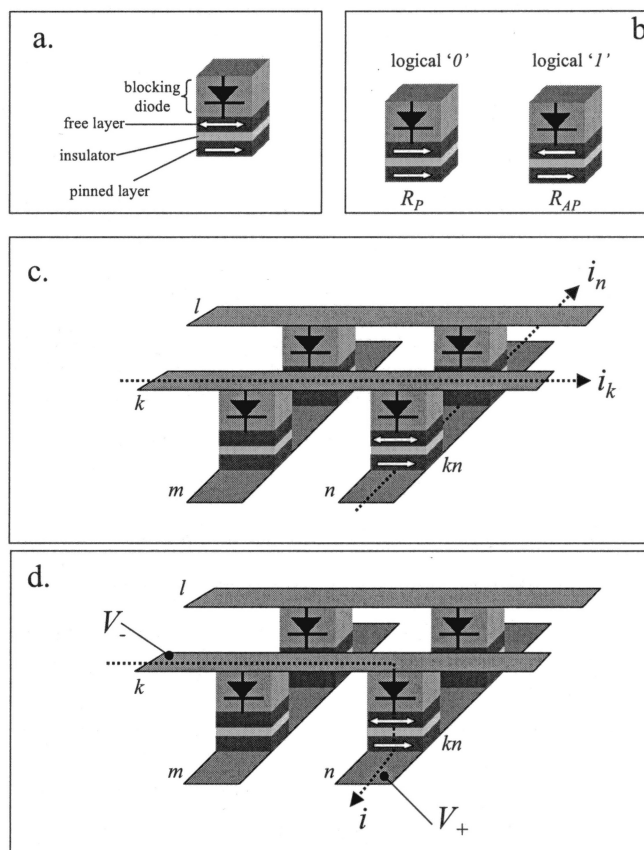 a.
blocking
diode
free layer
insulator
pinned layer
b
logical ‘0’
logical ‘1’
R_P
R_AP
c.
i_n
l
k
i_k
kn
m
n
d.
l
V_-
k
kn
m
n
i
V_+